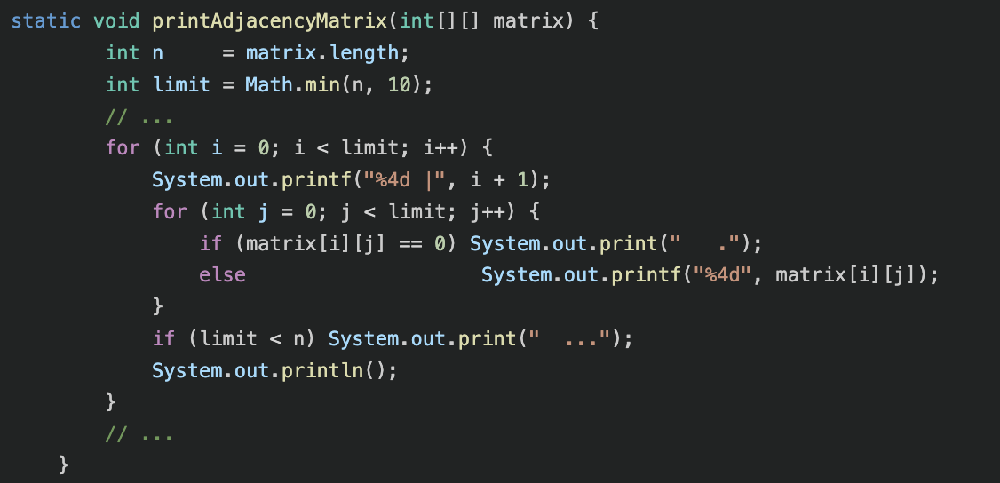 static void printAdjacencyMatrix(int[][] matrix) {
        int n     = matrix.length;
        int limit = Math.min(n, 10);
        // ...
        for (int i = 0; i < limit; i++) {
            System.out.printf("%4d |", i + 1);
            for (int j = 0; j < limit; j++) {
                if (matrix[i][j] == 0) System.out.print("   .");
                else                    System.out.printf("%4d", matrix[i][j]);
            }
            if (limit < n) System.out.print("  ...");
            System.out.println();
        }
        // ...
    }